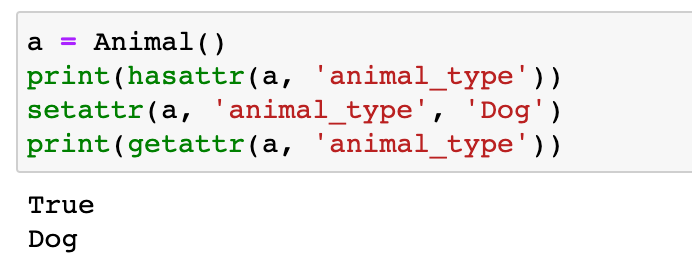 a = Animal()
print(hasattr(a, 'animal_type'))
setattr(a, 'animal_type', 'Dog')
print(getattr(a, 'animal_type'))
True
Dog